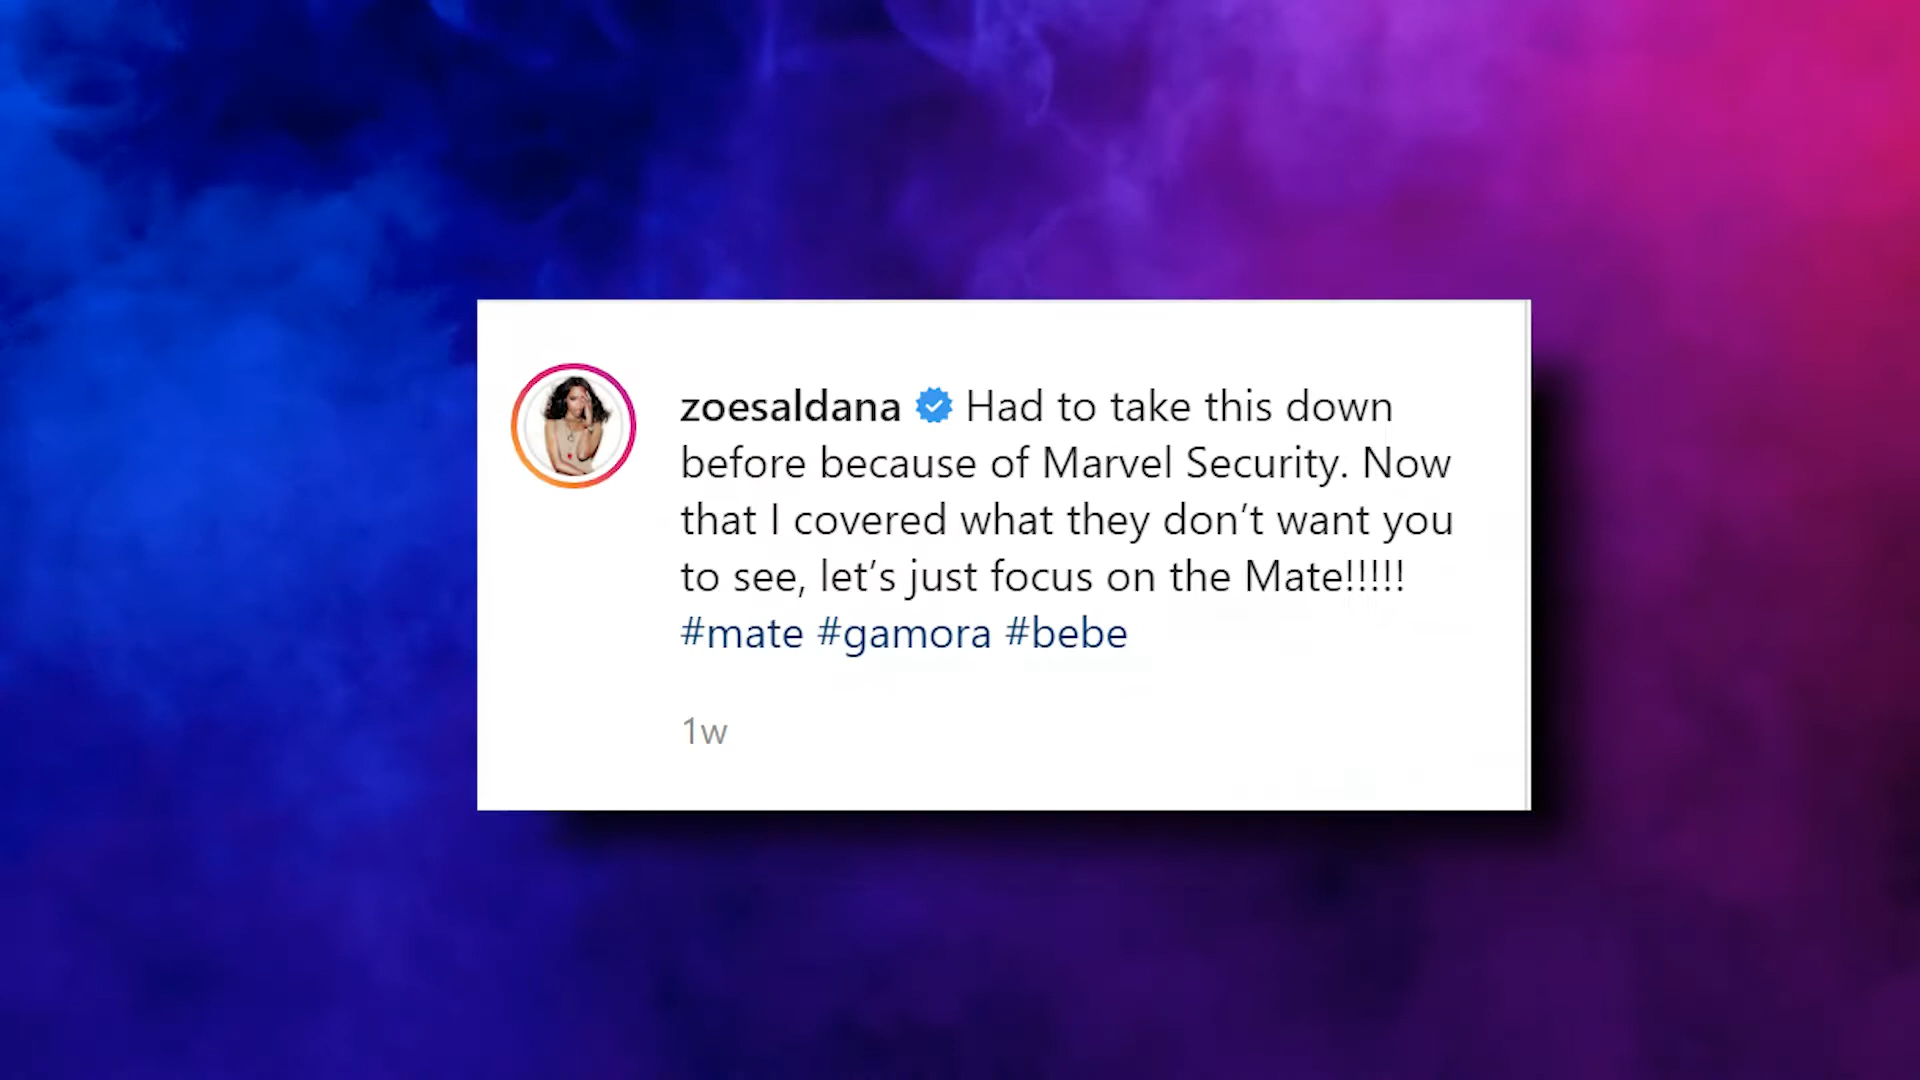 zoesaldana Had to take this down
before because of Marvel Security. Now
that I covered what they don’t want you
to see, let’s just focus on the Mate!!!!!
#mate #gamora #bebe
1w